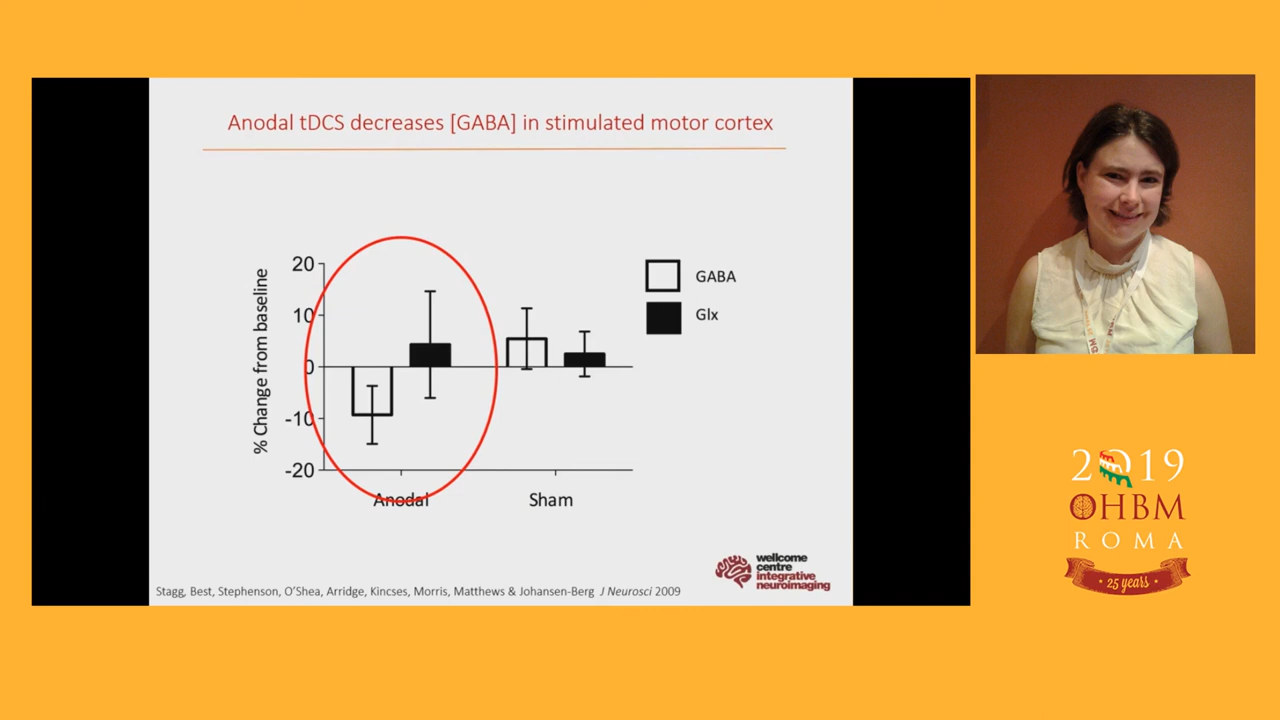 Anodal tDCS decreases [GABA] in stimulated motor cortex
% Change from baseline
20
10
0
-10
-20
Anodal
Sham
GABA
Glx
wellcome
centre
integrative
neuroimaging
Stagg, Best, Stephenson, O'Shea, Arridge, Kincses, Morris, Matthews & Johansen-Berg J Neurosci 2009
2019
OHBM
ROMA
• 25 years •